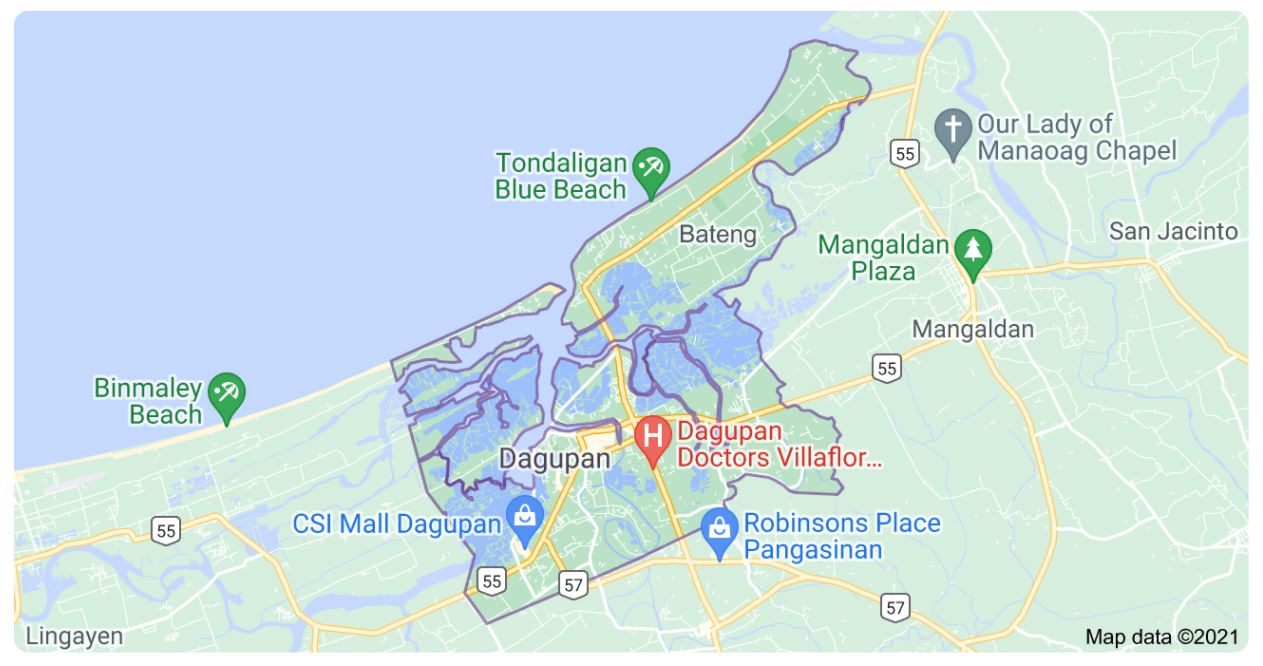 Our Lady of
Manaoag Chapel
55
Tondaligan
Blue Beach
Bateng
San Jacinto
Mangaldan
Plaza
Mangaldan
55
Binmaley
Beach
H
Dagupan
Doctors Villaflor...
Dagupan
CSI Mall Dagupan
Robinsons Place
Pangasinan
55
55
57
57
Lingayen
Map data ©2021